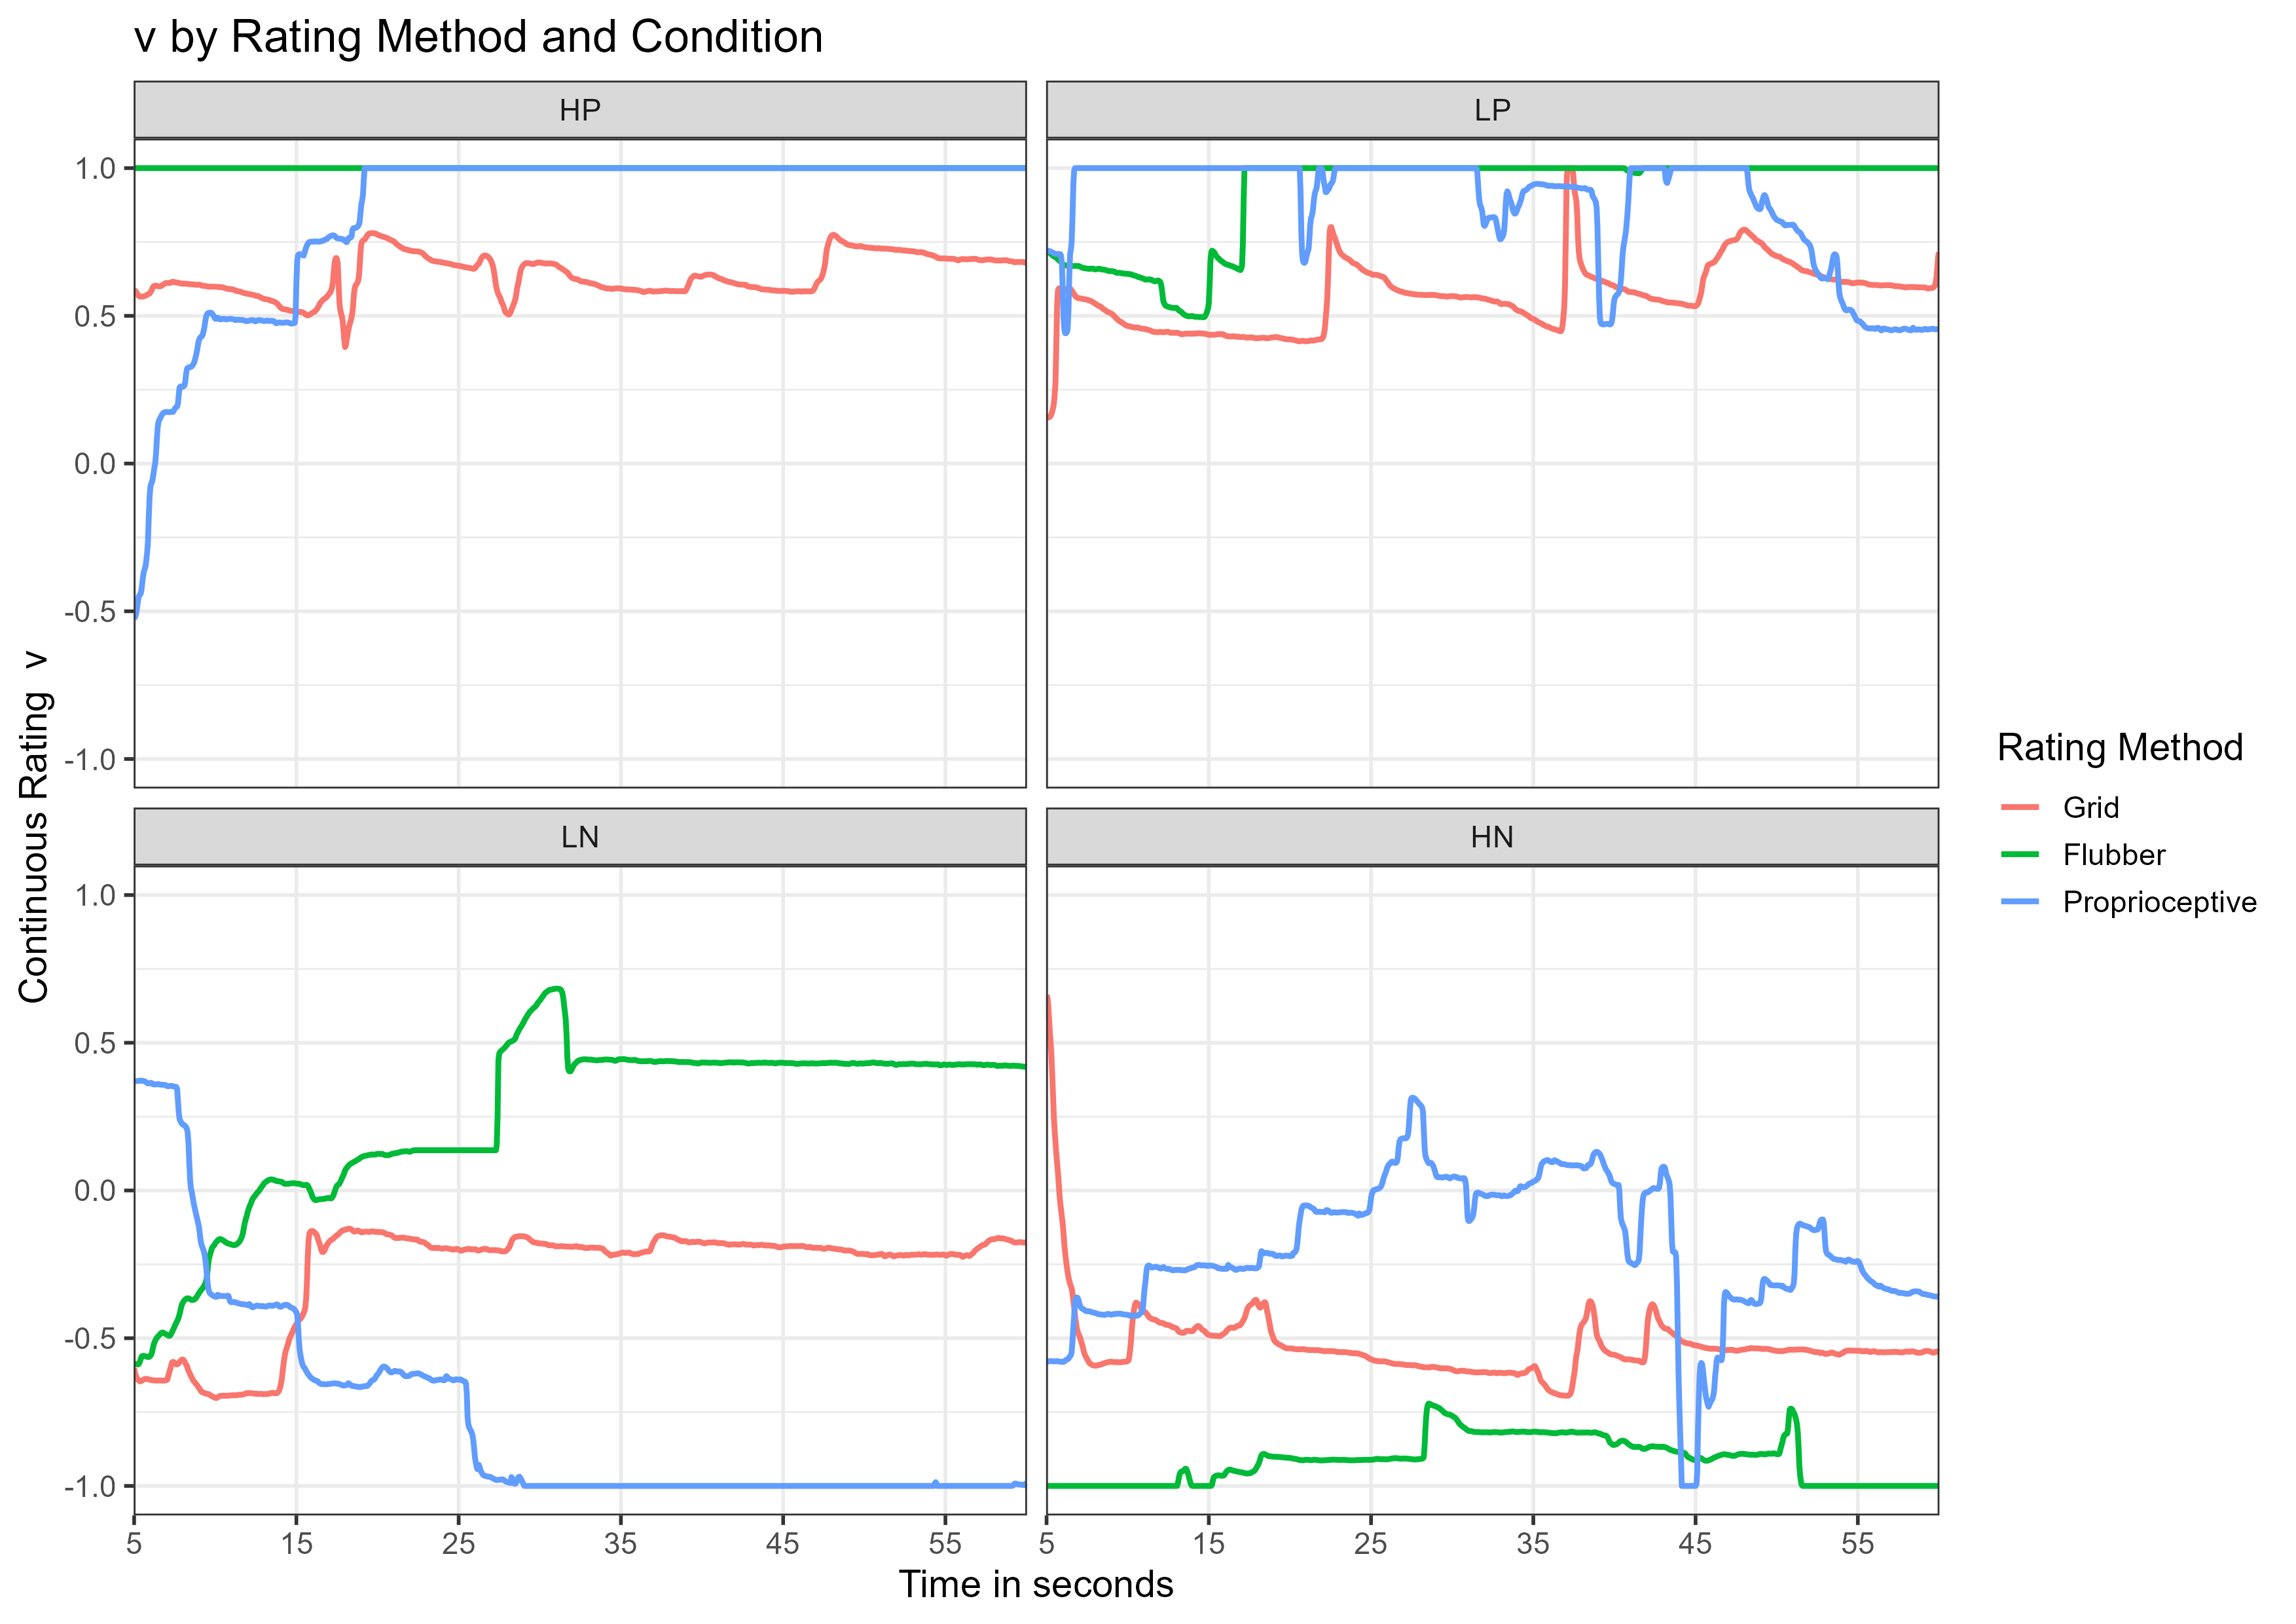 v by Rating Method and Condition
HP
LP
1.0
0.5
0.0
-0.5
-1.0
LN
HN
1.0
0.5
0.0
-0.5
-1.0
5 15 25 35 45 55
5 15 25 35 45 55
Time in seconds
Continuous Rating v
Rating Method
Grid
Flubber
Proprioceptive